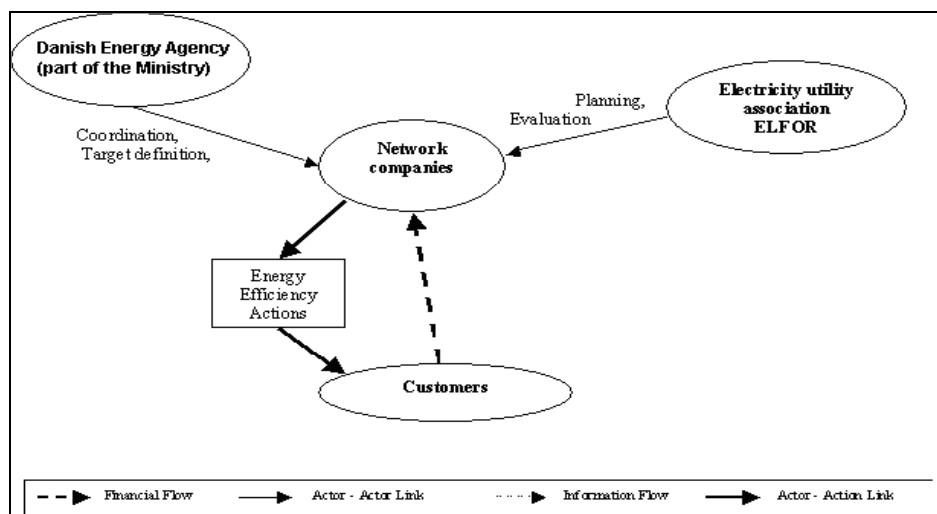 Danish Energy Agency
(part of the Ministry)
Electricity utility
association
ELFOR
Planning,
Evaluation
Coordination,
Target definition,
Network
companies
Energy
Efficiency
Actions
Customers
Financial Flow
Actor - Actor Link
Information Flow
Actor - Action Link